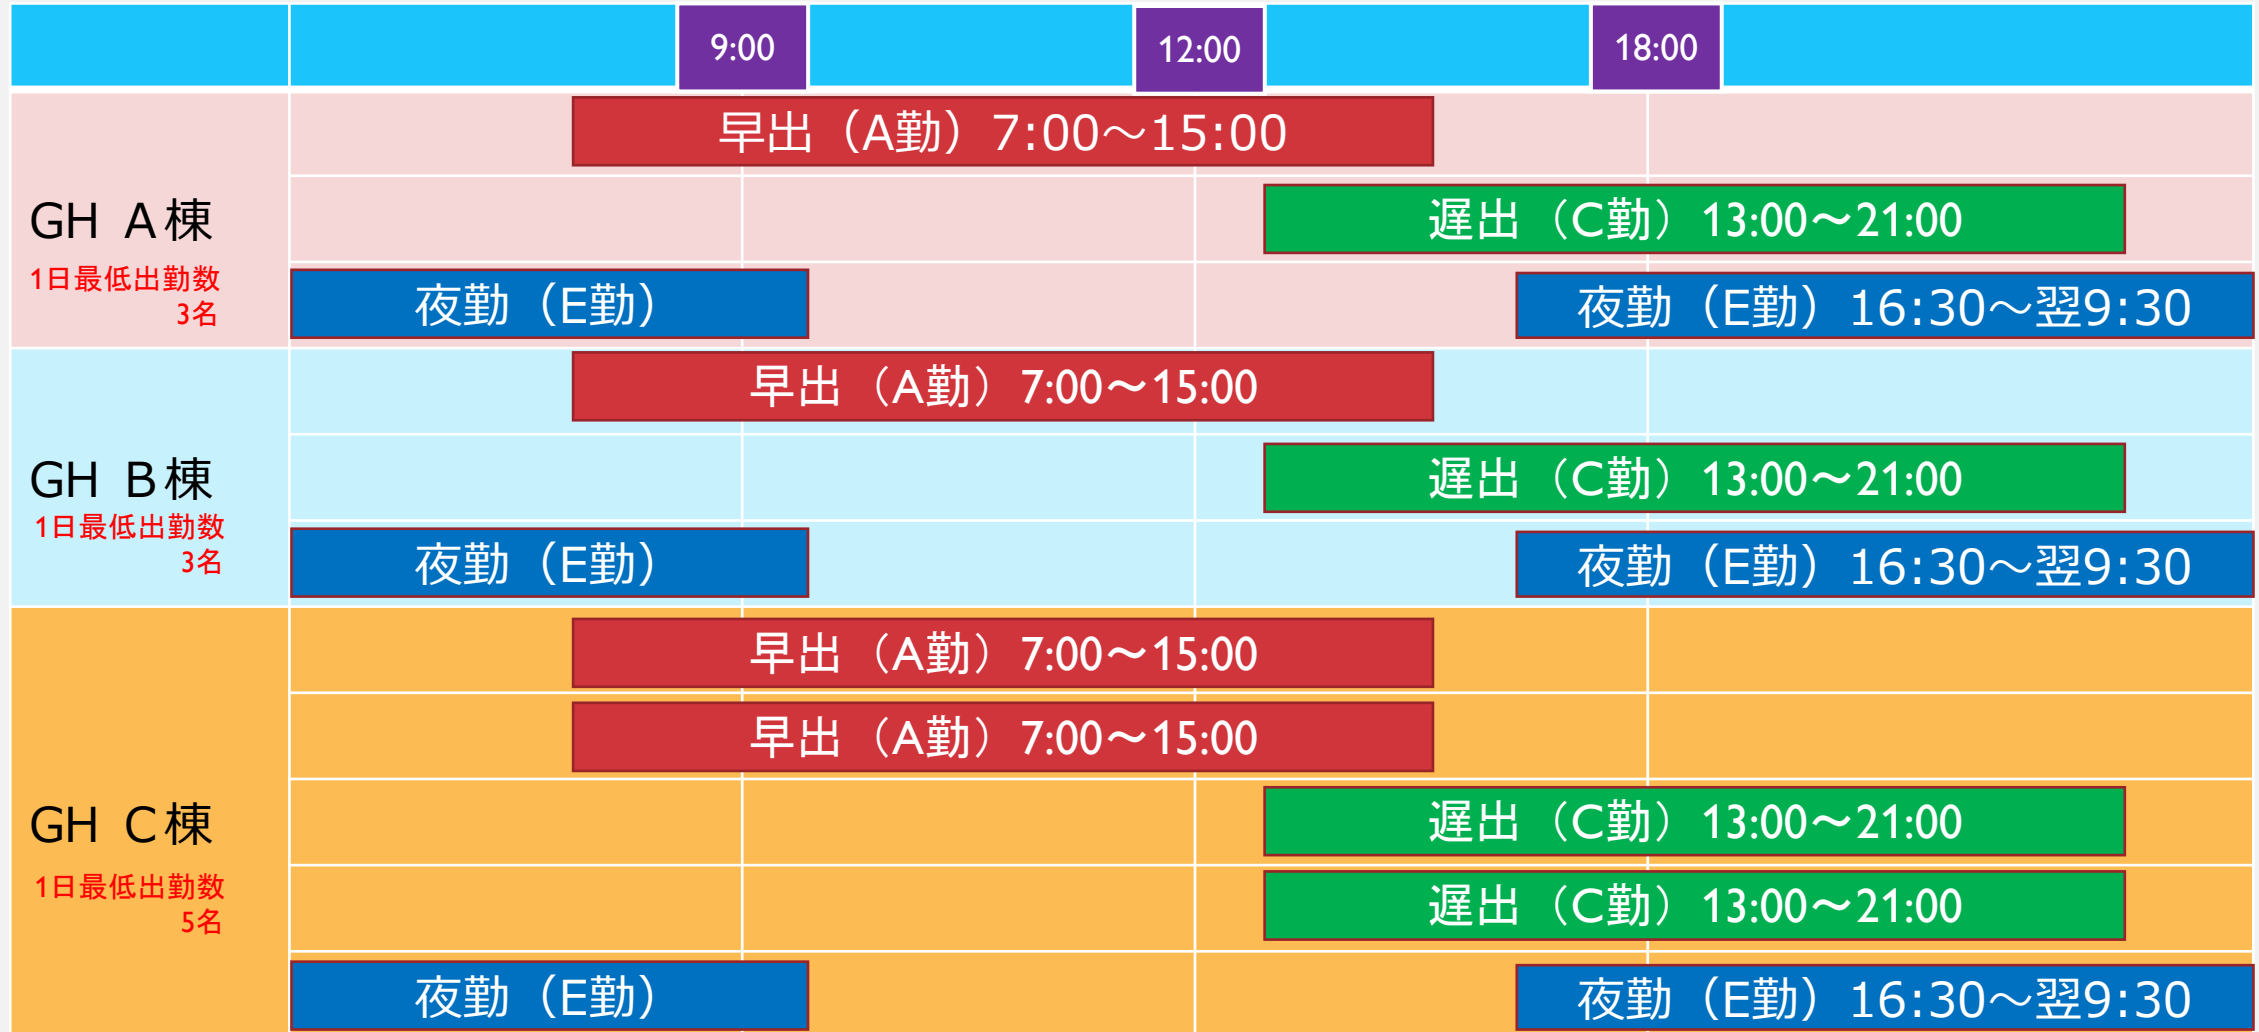 9:00
12:00
18:00
GH A棟
1日最低出勤数
3名
早出（A勤）7:00～15:00
遅出（C勤）13:00～21:00
夜勤（E勤）
夜勤（E勤）16:30～翌9:30
GH B棟
1日最低出勤数
3名
早出（A勤）7:00～15:00
遅出（C勤）13:00～21:00
夜勤（E勤）
夜勤（E勤）16:30～翌9:30
GH C棟
1日最低出勤数
5名
早出（A勤）7:00～15:00
早出（A勤）7:00～15:00
遅出（C勤）13:00～21:00
遅出（C勤）13:00～21:00
夜勤（E勤）
夜勤（E勤）16:30～翌9:30